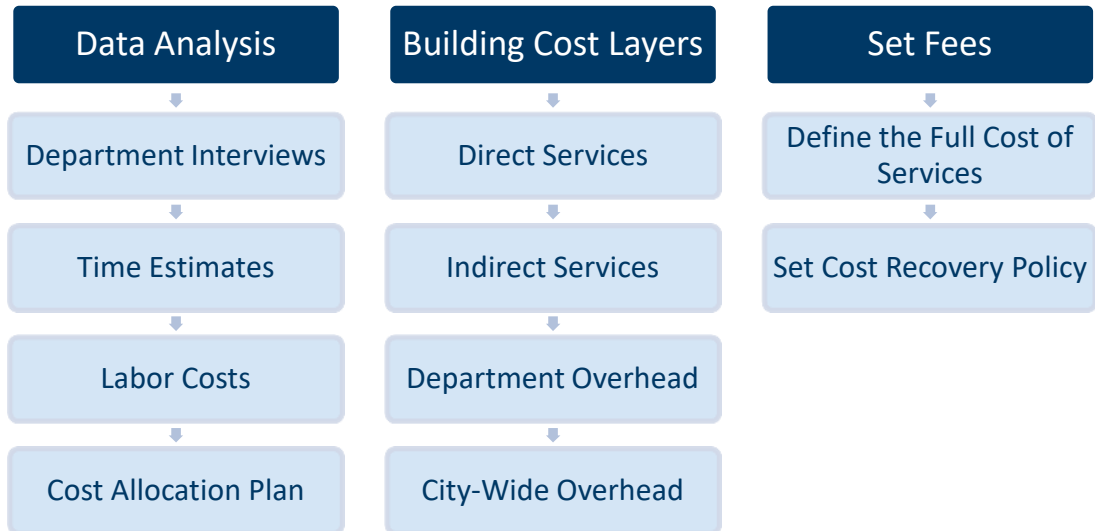 Data Analysis
Department Interviews
Time Estimates
Labor Costs
Cost Allocation Plan
Building Cost Layers
Direct Services
Indirect Services
Department Overhead
City-Wide Overhead
Set Fees
Define the Full Cost of
Services
Set Cost Recovery Policy